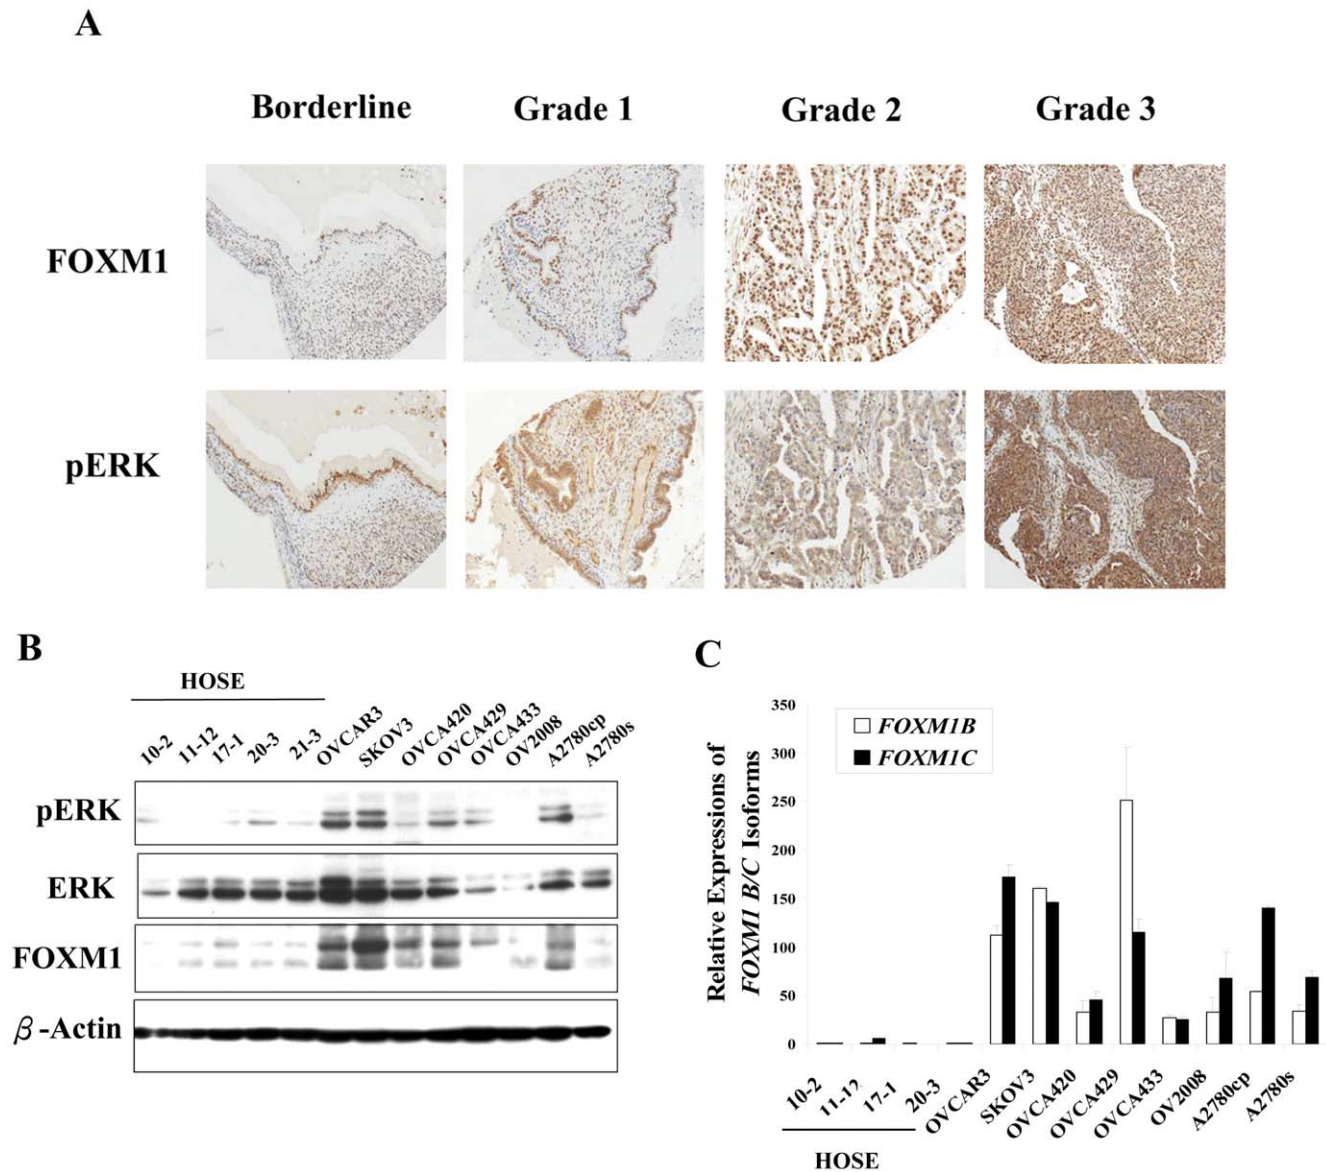 A
Borderline Grade 1 Grade 2 Grade 3
FOXM1
pERK
B
HOSE
10-2 11-12 17-1 20-3 21-3 OVCAR3 SKOV3 OVCA420 OVCA429 OVCA433 OV2008 A2780cp A2780s
pERK
ERK
FOXM1
β-Actin
C
Relative Expressions of
FOXM1 B/C Isoforms
350
300
250
200
150
100
50
0
FOXM1B
FOXM1C
10-2 11-12 17-1 20-3 OVCAR3 SKOV3 OVCA420 OVCA429 OVCA433 OV2008 A2780cp A2780s
HOSE